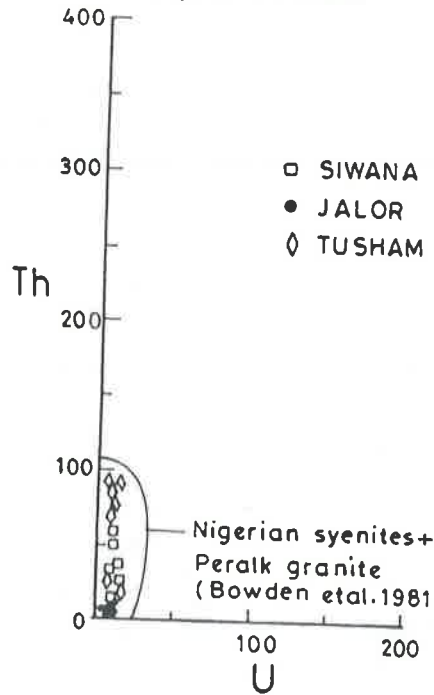 400
300
□ SIWANA
● JALOR
◊ TUSHAM
Th
200
100
Nigerian syenites+
Peralk granite
(Bowden etal.1981
0
100
200
U